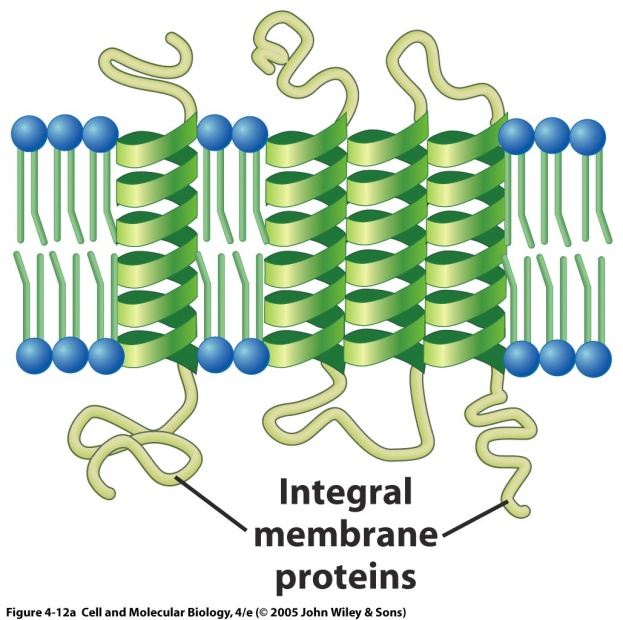 Integral
membrane
proteins
Figure 4-12a Cell and Molecular Biology, 4/e (© 2005 John Wiley & Sons)